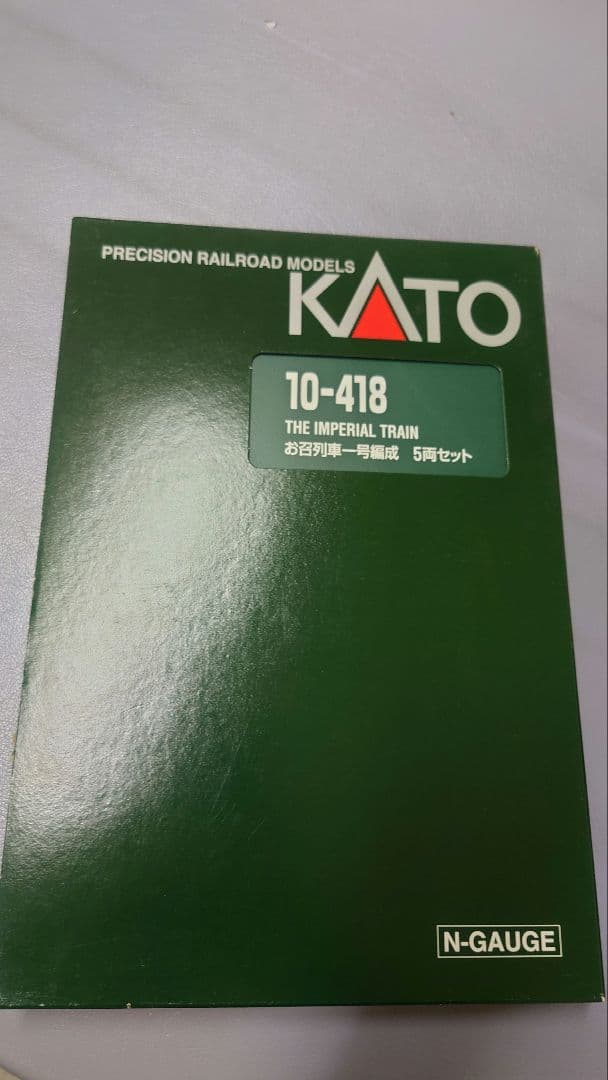 PRECISION RAILROAD MODELS
KATO
10-418
THE IMPERIAL TRAIN
お召列車一号編成 5両セット
N-GAUGE